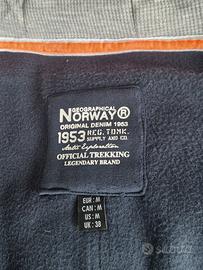 GEOGRAPHICAL
NORWAY®
ORIGINAL DENIM 1953
1953 REG. TDMK.
SUPPLY AND CO.
Arctic Exploration
OFFICIAL TREKKING
LEGENDARY BRAND
EUR : M
CAN : M
US : M
UK : 38
subito